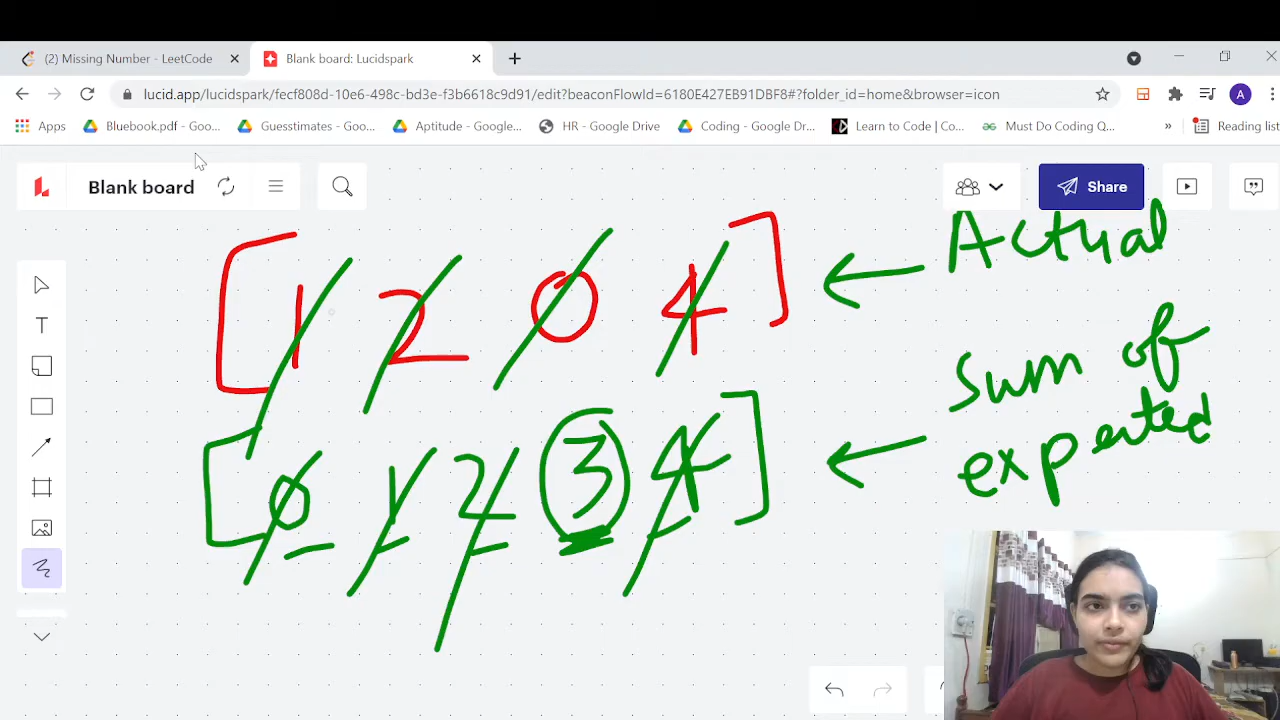 (2) Missing Number - LeetCode
Blank board: Lucidspark
lucid.app/lucidspark/fecf808d-10e6-498c-bd3e-f3b6618c9d91/edit?beaconFlowId=6180E427EB91DBF8#?folder_id=home&browser=icon
A
Apps
Bluebook.pdf - Goo...
Guesstimates - Goo...
Aptitude - Google...
HR - Google Drive
Coding - Google Dr...
Learn to Code | Co...
Must Do Coding Q...
»
Reading list
Blank board
Share
[1 2 0 4] ← Actual
[0 1 2 3 4] ← Sum of
expected
T